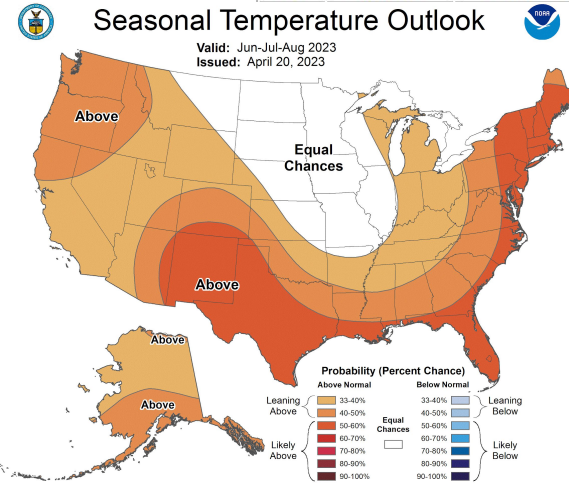 Seasonal Temperature Outlook
NOAA
Valid: Jun-Jul-Aug 2023
Issued: April 20, 2023
Above
Equal
Chances
Above
Above
Above
Probability (Percent Chance)
Above Normal
Below Normal
Leaning
Above
33-40%
40-50%
Likely
Above
50-60%
60-70%
70-80%
80-90%
90-100%
Equal
Chances
33-40%
40-50%
Leaning
Below
50-60%
60-70%
70-80%
80-90%
90-100%
Likely
Below